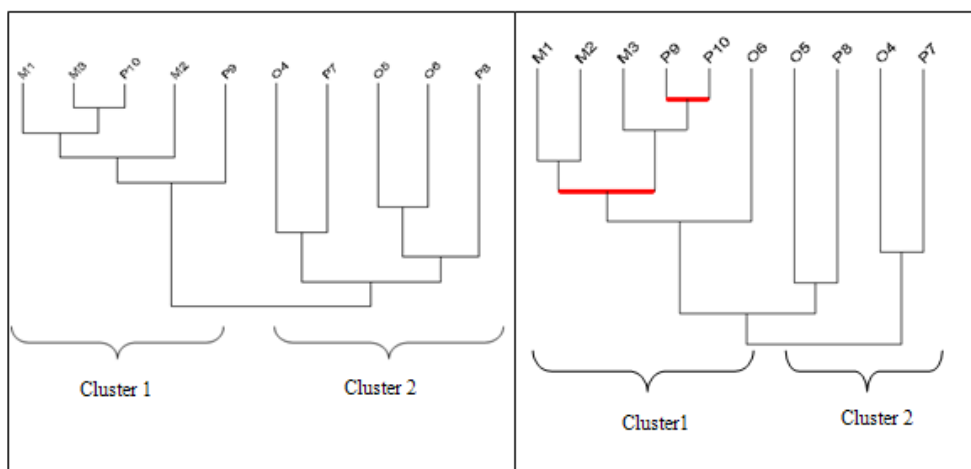 M1 M3 P10 M2 P9 O4 P7 O5 O6 P8
Cluster 1 Cluster 2
M1 M2 M3 P9 P10 O6 O5 P8 O4 P7
Cluster1 Cluster 2